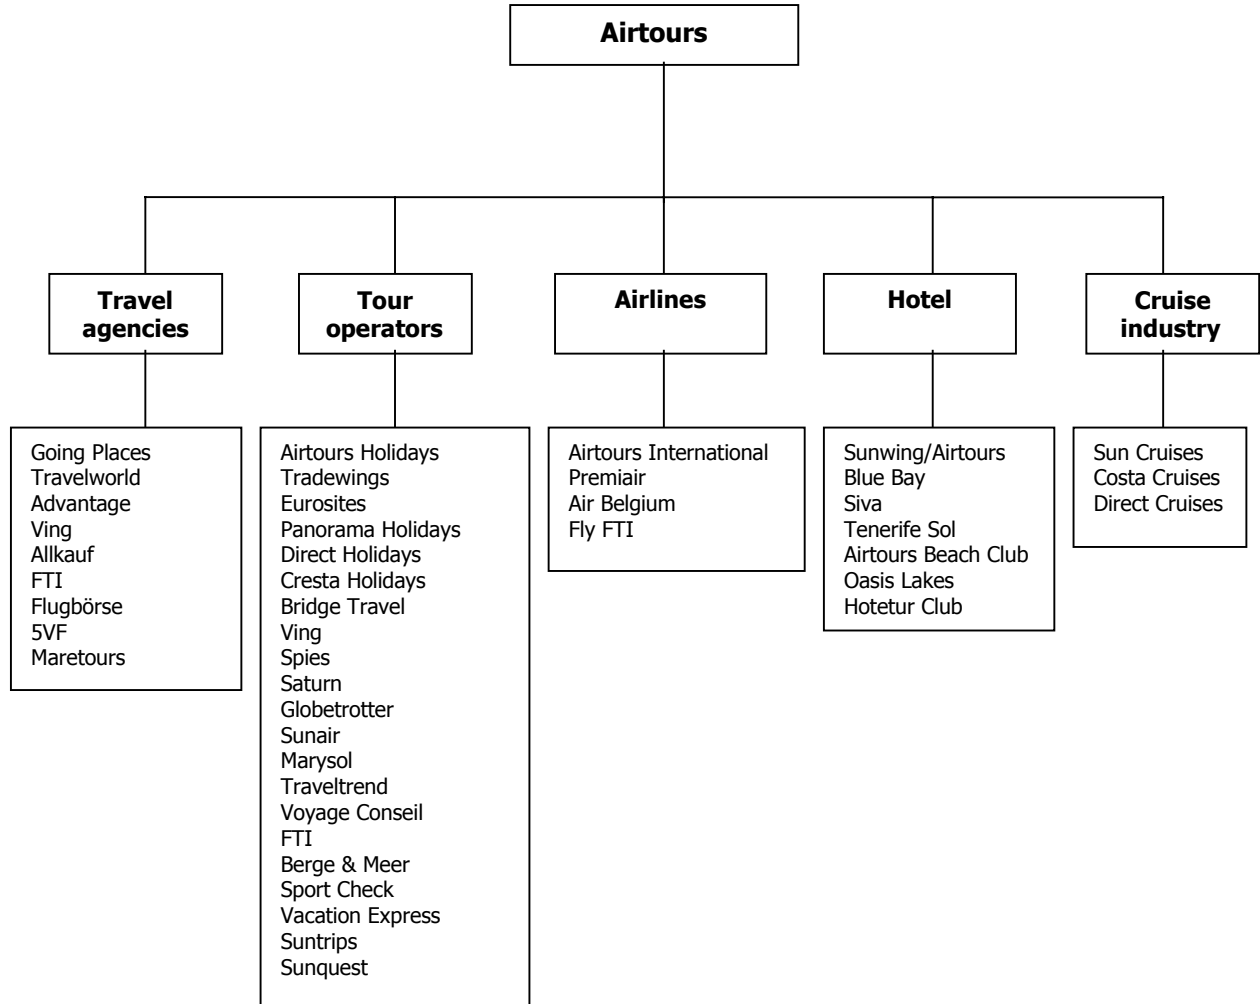 Airtours
Travel
agencies
Tour
operators
Airlines
Hotel
Cruise
industry
Going Places
Travelworld
Advantage
Ving
Allkauf
FTI
Flugbörse
5VF
Maretours
Airtours Holidays
Tradewings
Eurosites
Panorama Holidays
Direct Holidays
Cresta Holidays
Bridge Travel
Ving
Spies
Saturn
Globetrotter
Sunair
Marysol
Traveltrend
Voyage Conseil
FTI
Berge & Meer
Sport Check
Vacation Express
Suntrips
Sunquest
Airtours International
Premiair
Air Belgium
Fly FTI
Sunwing/Airtours
Blue Bay
Siva
Tenerife Sol
Airtours Beach Club
Oasis Lakes
Hotetur Club
Sun Cruises
Costa Cruises
Direct Cruises